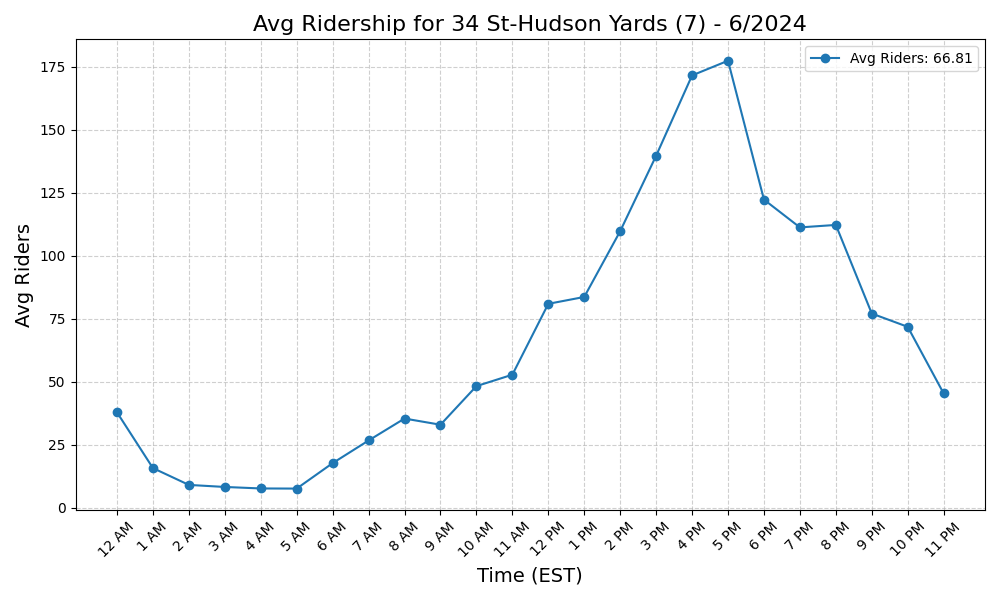 Avg Ridership for 34 St-Hudson Yards (7) - 6/2024
Avg Riders: 66.81
175
150
125
100
75
50
25
0
Avg Riders
12 AM
1 AM
2 AM
3 AM
4 AM
5 AM
6 AM
7 AM
8 AM
9 AM
10 AM
11 AM
12 PM
1 PM
2 PM
3 PM
4 PM
5 PM
6 PM
7 PM
8 PM
9 PM
10 PM
11 PM
Time (EST)